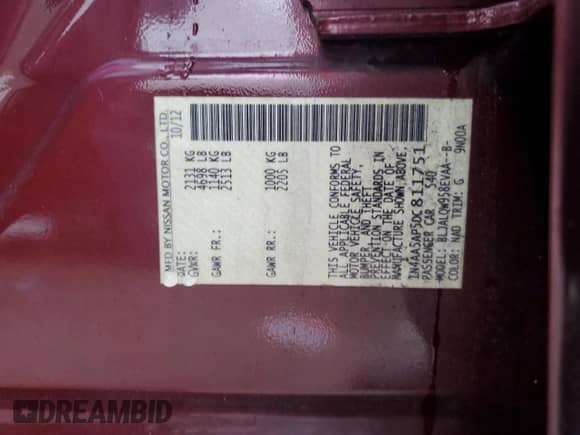 MFD BY NISSAN MOTOR CO., LTD
DATE: 10/12
GVWR: 2131 KG
4698 LB
GAWR FR: 1140 KG
2513 LB
GAWR RR: 1000 KG
2205 LB
THIS VEHICLE CONFORMS TO
ALL APPLICABLE FEDERAL
MOTOR VEHICLE SAFETY,
BUMPER, AND THEFT
PREVENTION STANDARDS IN
EFFECT ON THE DATE OF
MANUFACTURE SHOWN ABOVE.
1N4AA5AP5DC811751
PASSENGER CAR S40
MODEL: BLJALQW958EVAA--B-
COLOR: NAD TRIM: G 9N00A
DREAMBID